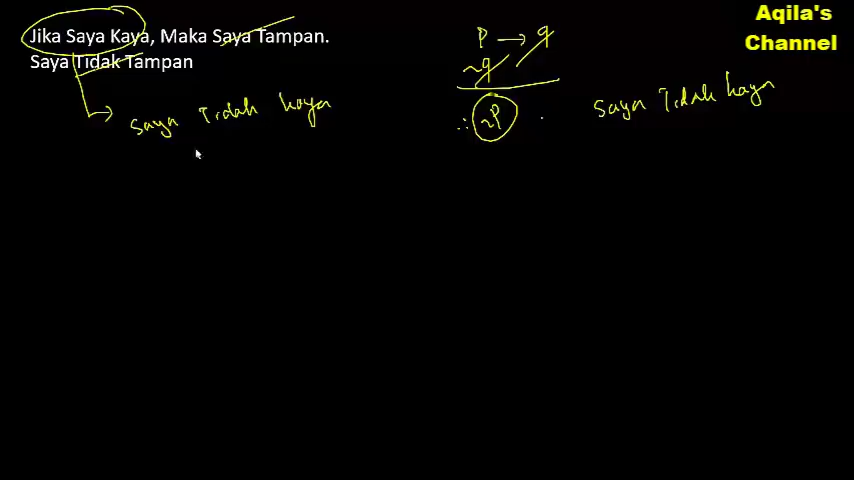 Jika Saya Kaya, Maka Saya Tampan.
Saya Tidak Tampan
Saya Tidak kaya
P → q
~q
∴ ~P . Saya Tidak kaya
Aqila's
Channel